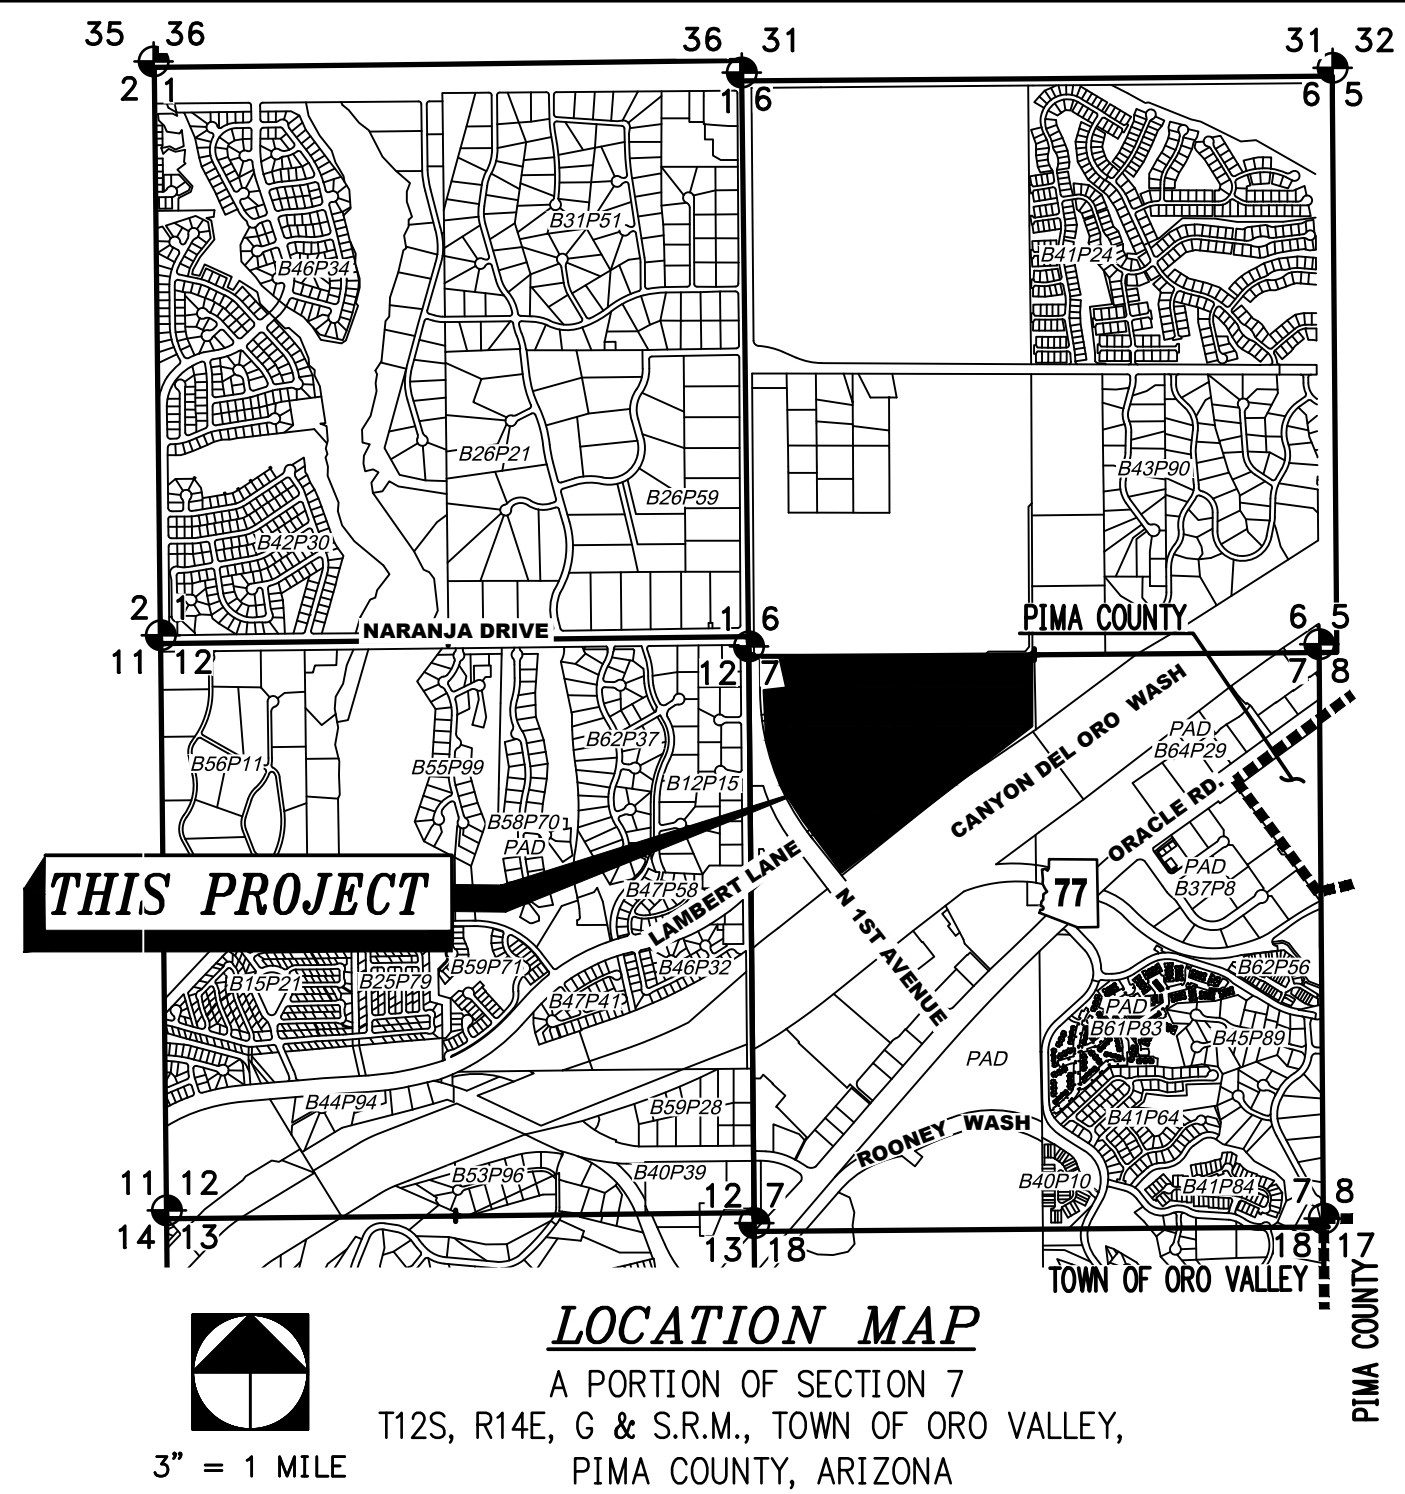 35 36
36 31
31 32
2 1
1 6
6 5
B31P51
B46P34
B41P24
B26P21
B43P90
B26P59
B42P30
2 1
NARANJA DRIVE
1 6
PIMA COUNTY
6 5
11 12
12 7
7 8
B56P11
B55P99
B62P37
B12P15
CANYON DEL ORO WASH
PAD
B64P29
B58P70
PAD
ORACLE RD.
THIS PROJECT
B47P58
LAMBERT LANE
N 1ST AVENUE
77
PAD
B37P8
B15P21
B25P79
B59P71
B46P32
B47P41
B62P56
PAD
B61P83
B45P89
PAD
B44P94
B59P28
B41P64
ROONEY WASH
B53P96
B40P39
B40P10
B41P84
11 12
12 7
7 8
14 13
13 18
18 17
TOWN OF ORO VALLEY
PIMA COUNTY
LOCATION MAP
A PORTION OF SECTION 7
T12S, R14E, G & S.R.M., TOWN OF ORO VALLEY,
PIMA COUNTY, ARIZONA
3" = 1 MILE